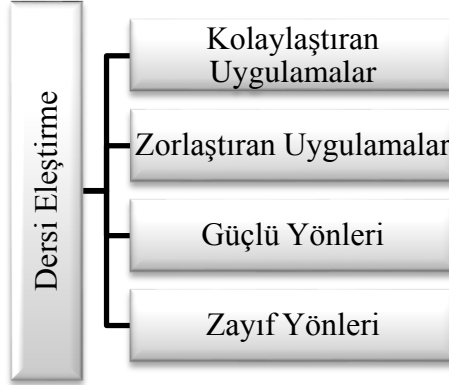 Dersi Eleştirme
Kolaylaştıran
Uygulamalar
Zorlaştıran Uygulamalar
Güçlü Yönleri
Zayıf Yönleri